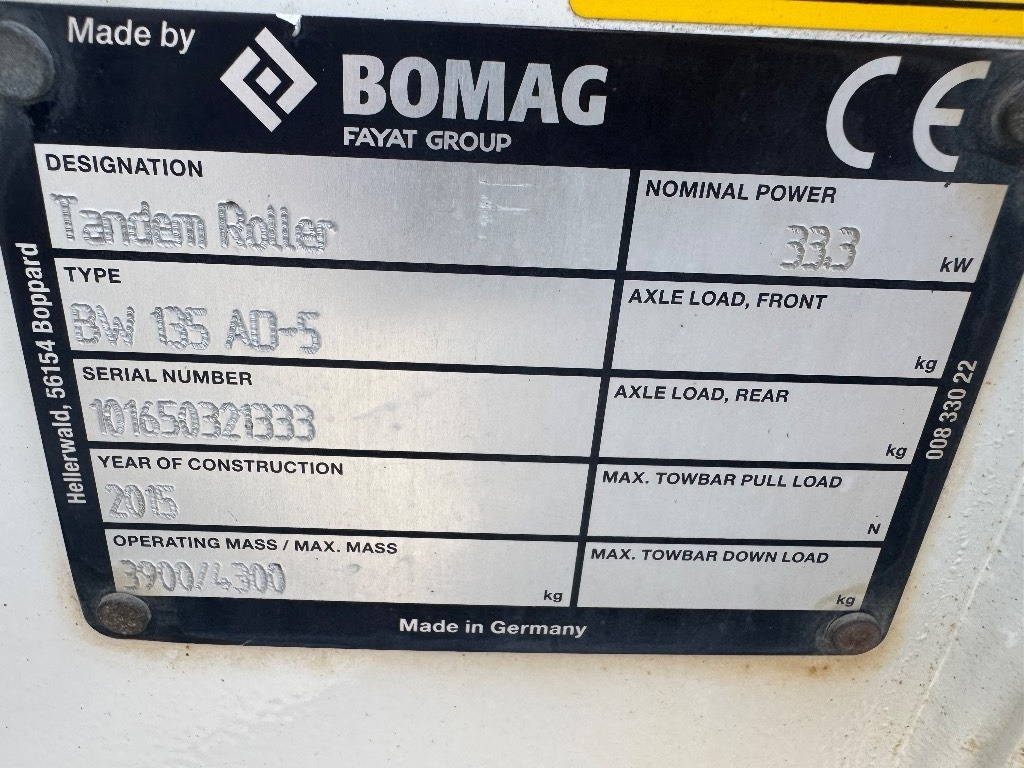 Made by
BOMAG
FAYAT GROUP
CE
DESIGNATION
Tandem Roller
NOMINAL POWER
33.3 kW
TYPE
BW 135 AD-5
AXLE LOAD, FRONT
kg
SERIAL NUMBER
101650321333
AXLE LOAD, REAR
kg
YEAR OF CONSTRUCTION
2015
MAX. TOWBAR PULL LOAD
N
OPERATING MASS / MAX. MASS
3900/4300 kg
MAX. TOWBAR DOWN LOAD
kg
Made in Germany
Hellerwald, 56154 Boppard
008 330 22